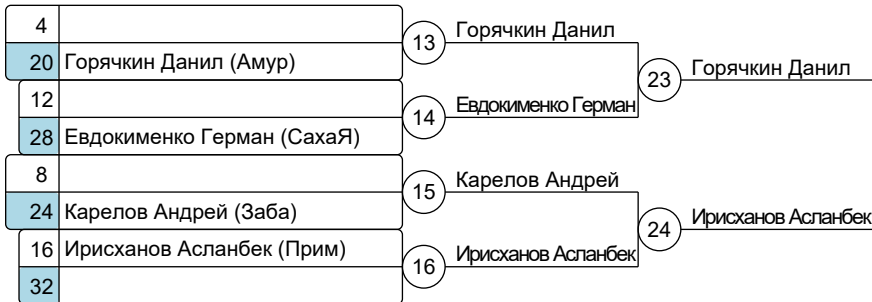 4
13 Горячкин Данил
20 Горячкин Данил (Амур)
23 Горячкин Данил
12
14 Евдокименко Герман
28 Евдокименко Герман (СахаЯ)
8
15 Карелов Андрей
24 Карелов Андрей (Заба)
24 Ирисханов Асланбек
16 Ирисханов Асланбек (Прим)
16 Ирисханов Асланбек
32